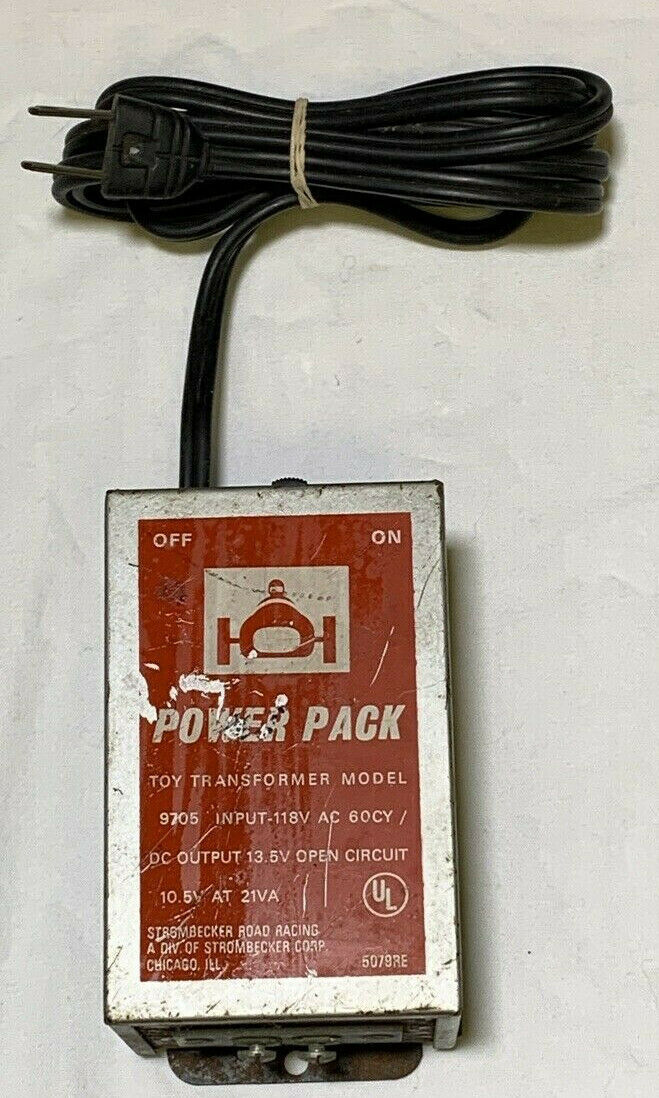 OFF ON
POWER PACK
TOY TRANSFORMER MODEL
9705 INPUT-118V AC 60CY /
DC OUTPUT 13.5V OPEN CIRCUIT
10.5V AT 21VA
UL
STROMBECKER ROAD RACING
A DIV. OF STROMBECKER CORP.
CHICAGO, ILL. 5079RE